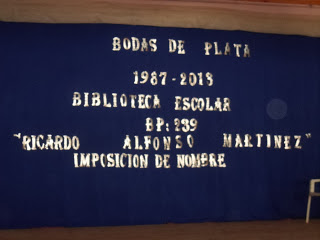 BODAS DE PLATA
1987-2013
BIBLIOTECA ESCOLAR
BP: 239
"RICARDO ALFONSO MARTINEZ"
IMPOSICION DE NOMBRE